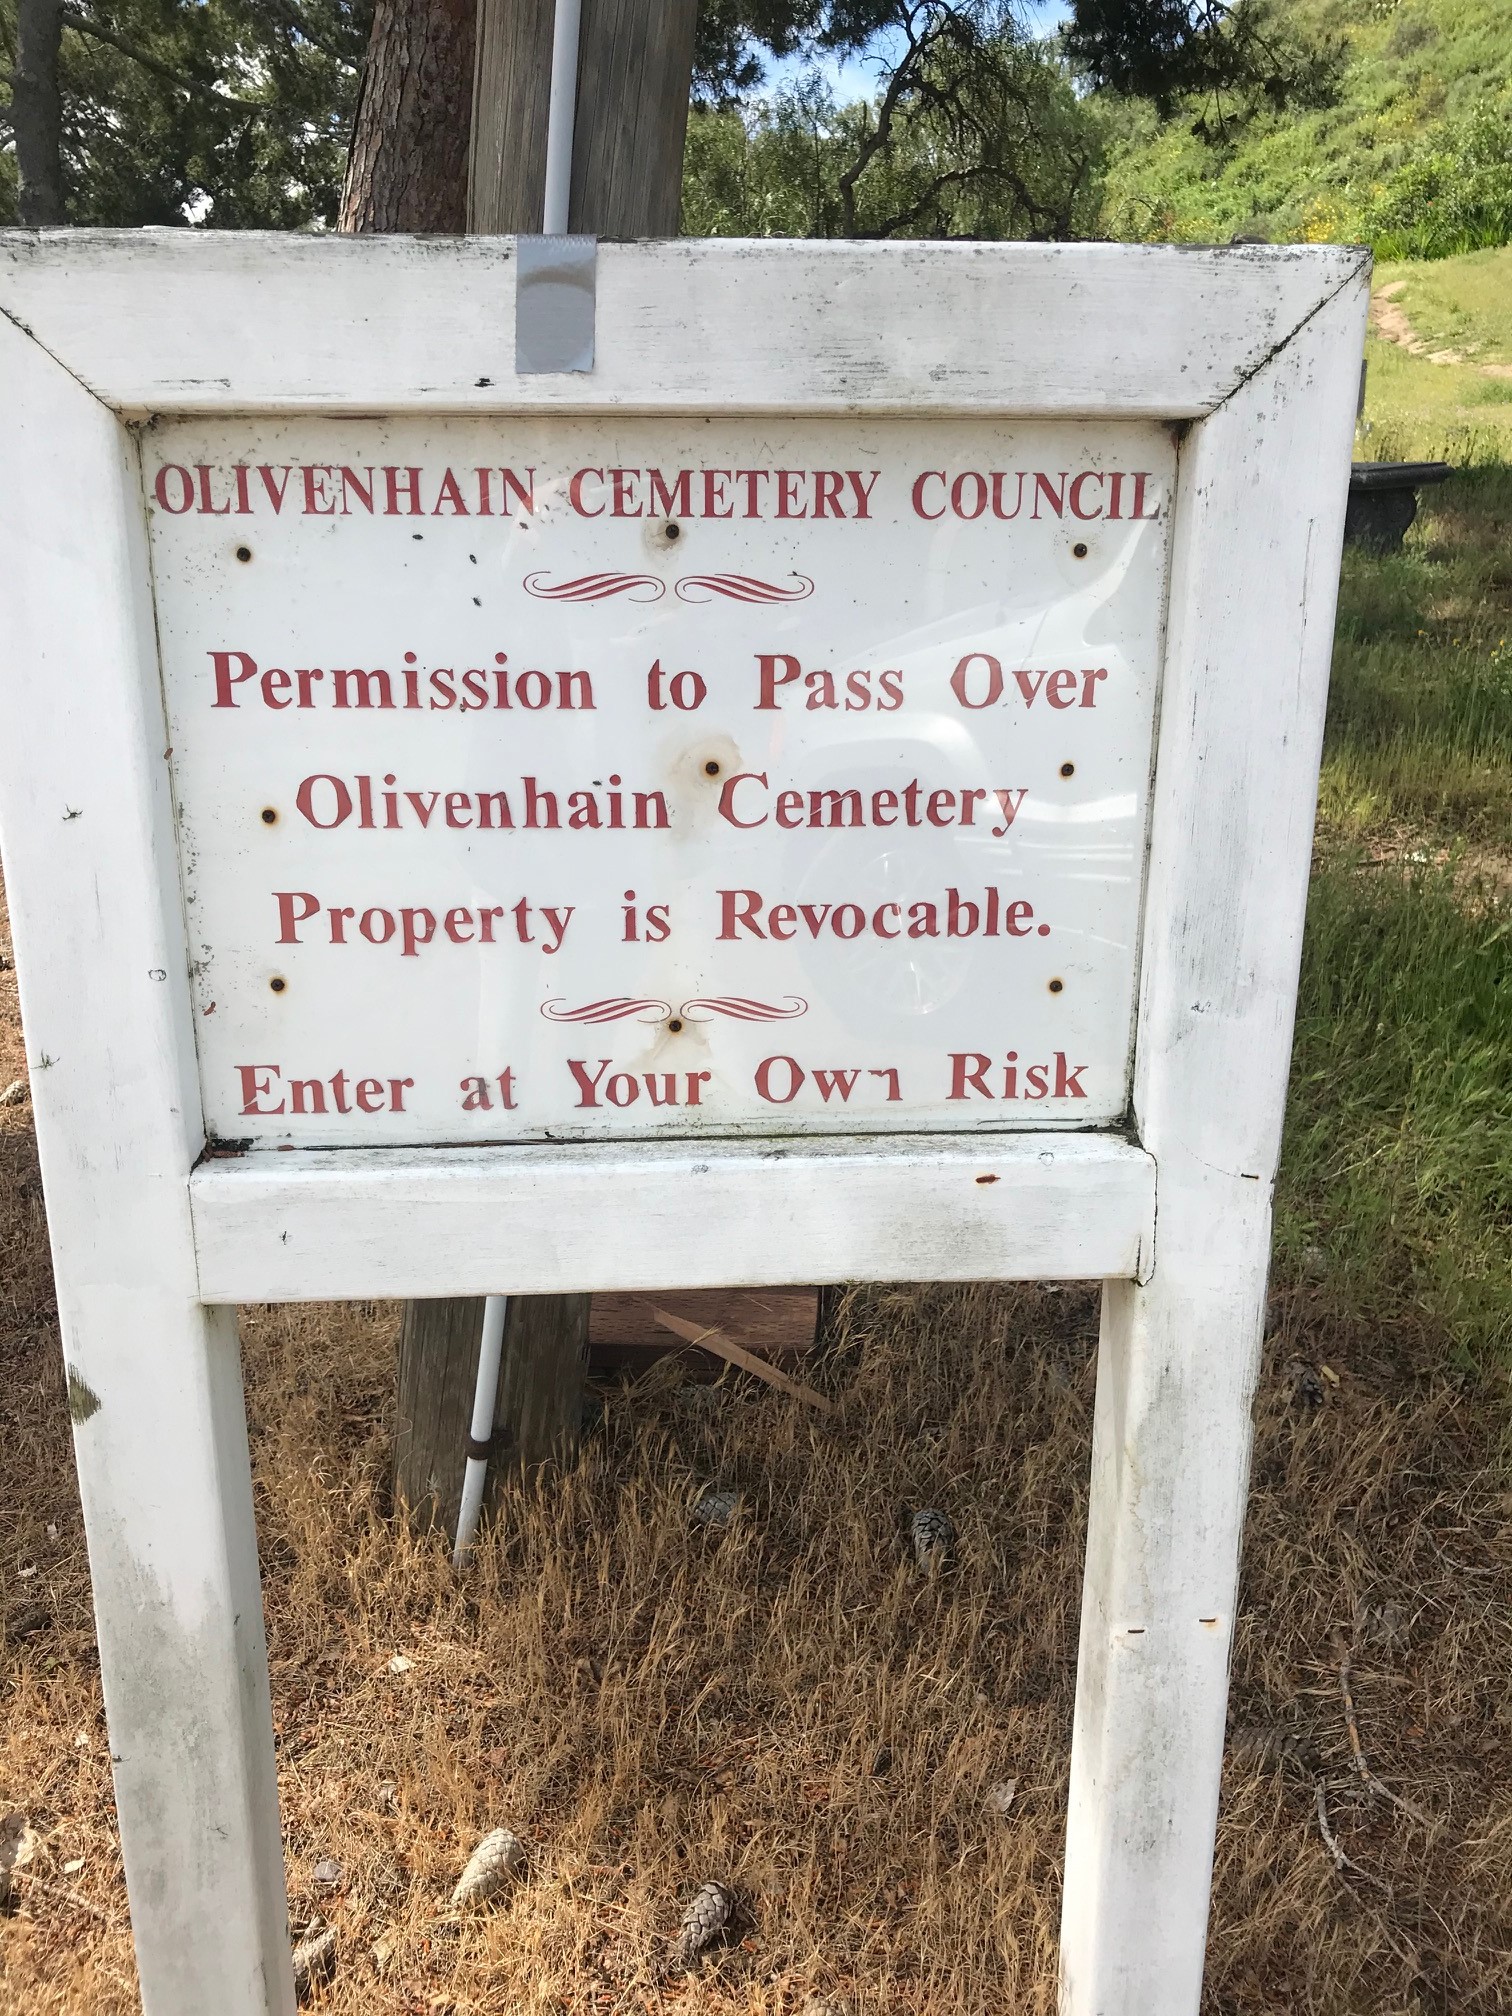 OLIVENHAIN CEMETERY COUNCIL
Permission to Pass Over
Olivenhain Cemetery
Property is Revocable.
Enter at Your Own Risk